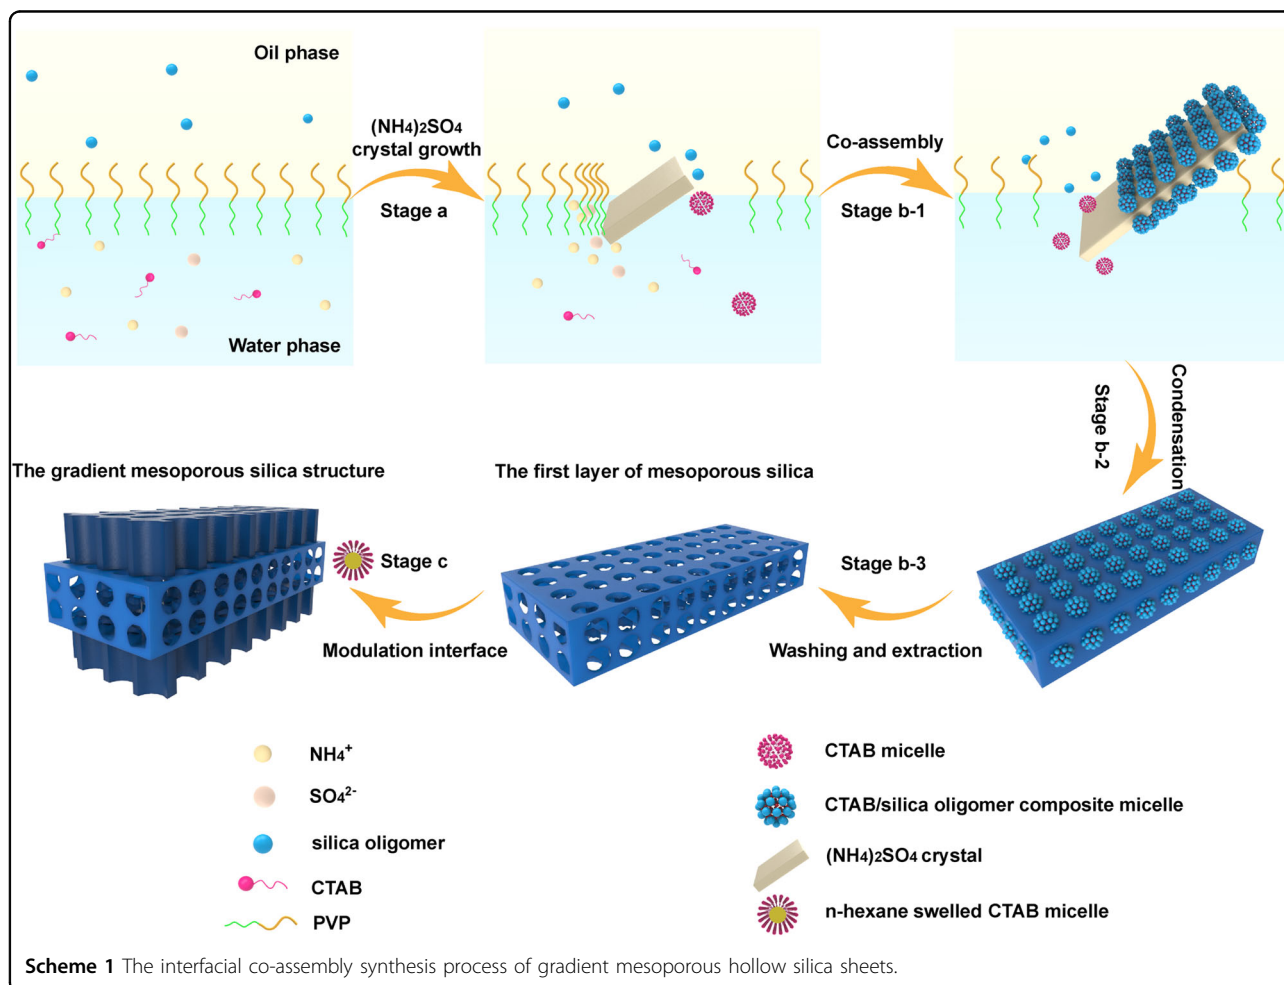 Oil phase
(NH4)2SO4
crystal growth
Stage a
Co-assembly
Stage b-1
Water phase
Condensation
Stage b-2
The gradient mesoporous silica structure
The first layer of mesoporous silica
Stage c
Modulation interface
Stage b-3
Washing and extraction
NH4+
SO42-
silica oligomer
CTAB
PVP
CTAB micelle
CTAB/silica oligomer composite micelle
(NH4)2SO4 crystal
n-hexane swelled CTAB micelle
Scheme 1 The interfacial co-assembly synthesis process of gradient mesoporous hollow silica sheets.